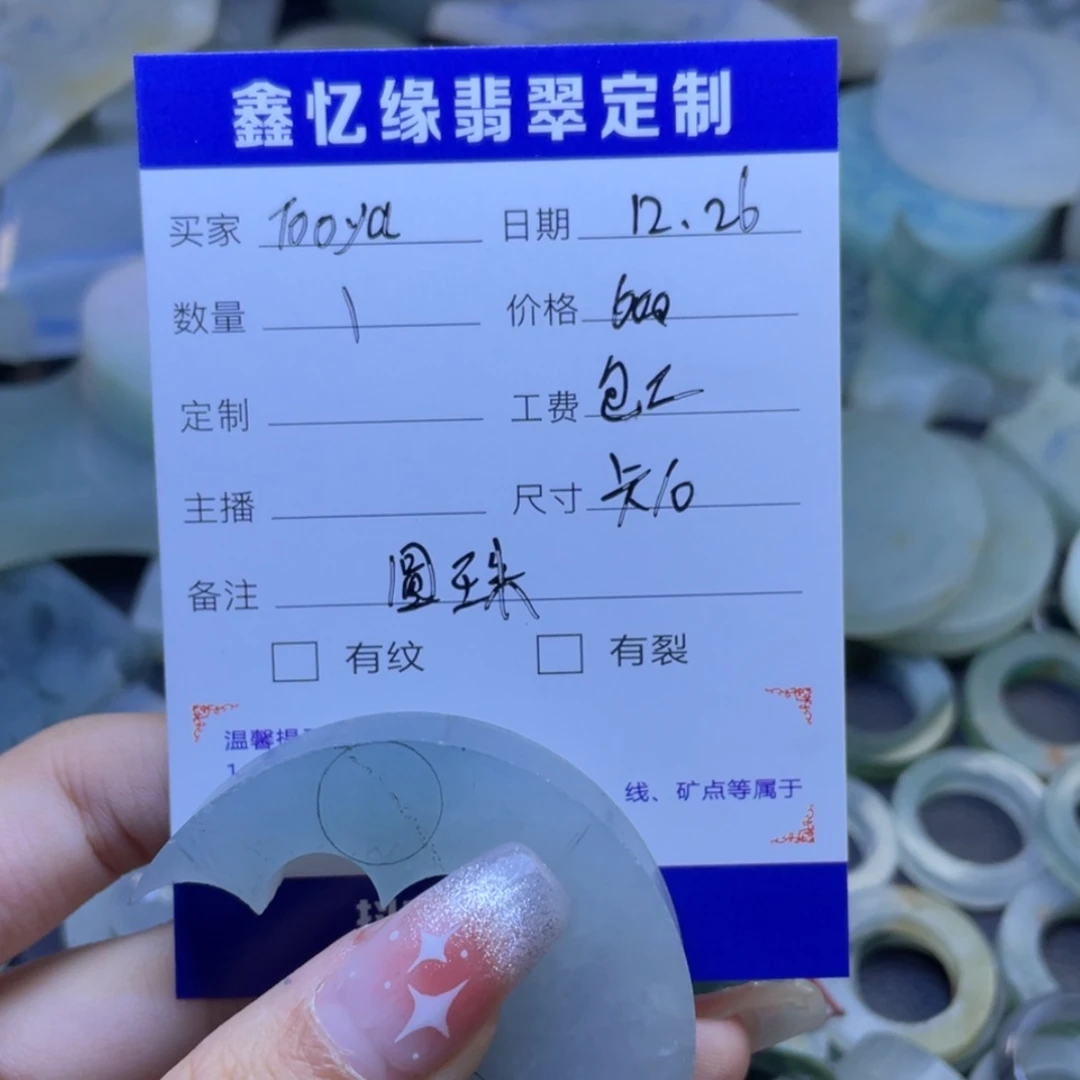 鑫忆缘翡翠定制
买家 Tooya 日期 12.26
数量 1 价格 600
定制 工费 包工
主播 尺寸 卡10
备注 圆珠
有纹 有裂
温馨提
1 线、矿点等属于